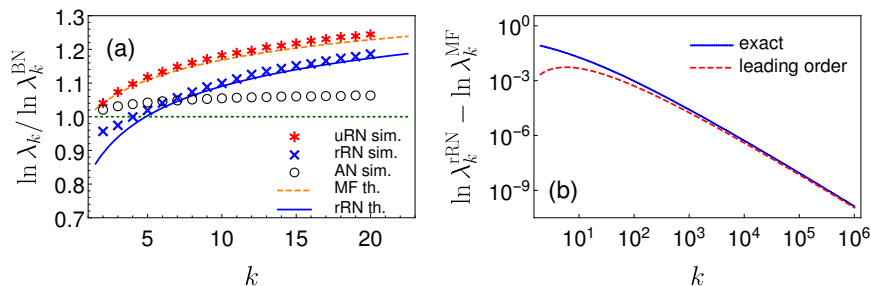 ln λ_k / ln λ_k^BN
1.3
1.2
1.1
1.0
0.9
0.8
0.7
(a)
uRN sim.
rRN sim.
AN sim.
MF th.
rRN th.
5
10
15
20
k
ln λ_k^rRN − ln λ_k^MF
10^0
10^-3
10^-6
10^-9
exact
leading order
(b)
10^1
10^2
10^3
10^4
10^5
10^6
k